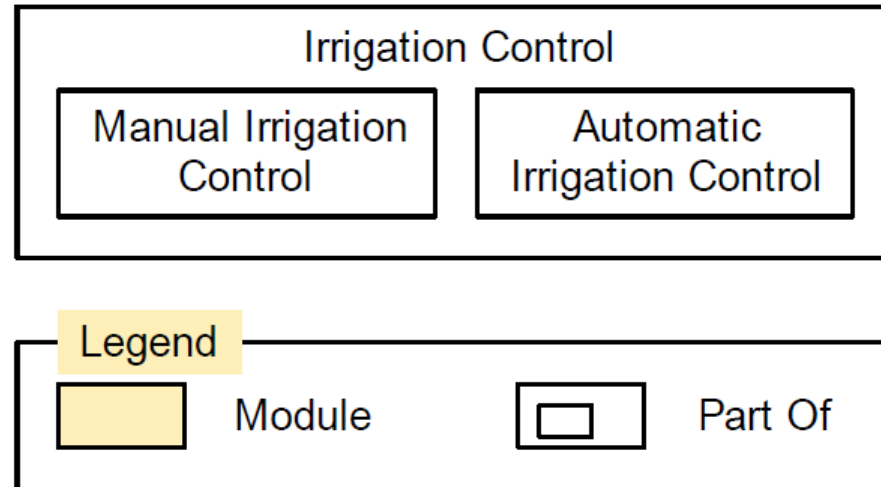 Irrigation Control
Manual Irrigation
Control
Automatic
Irrigation Control
Legend
Module
Part Of